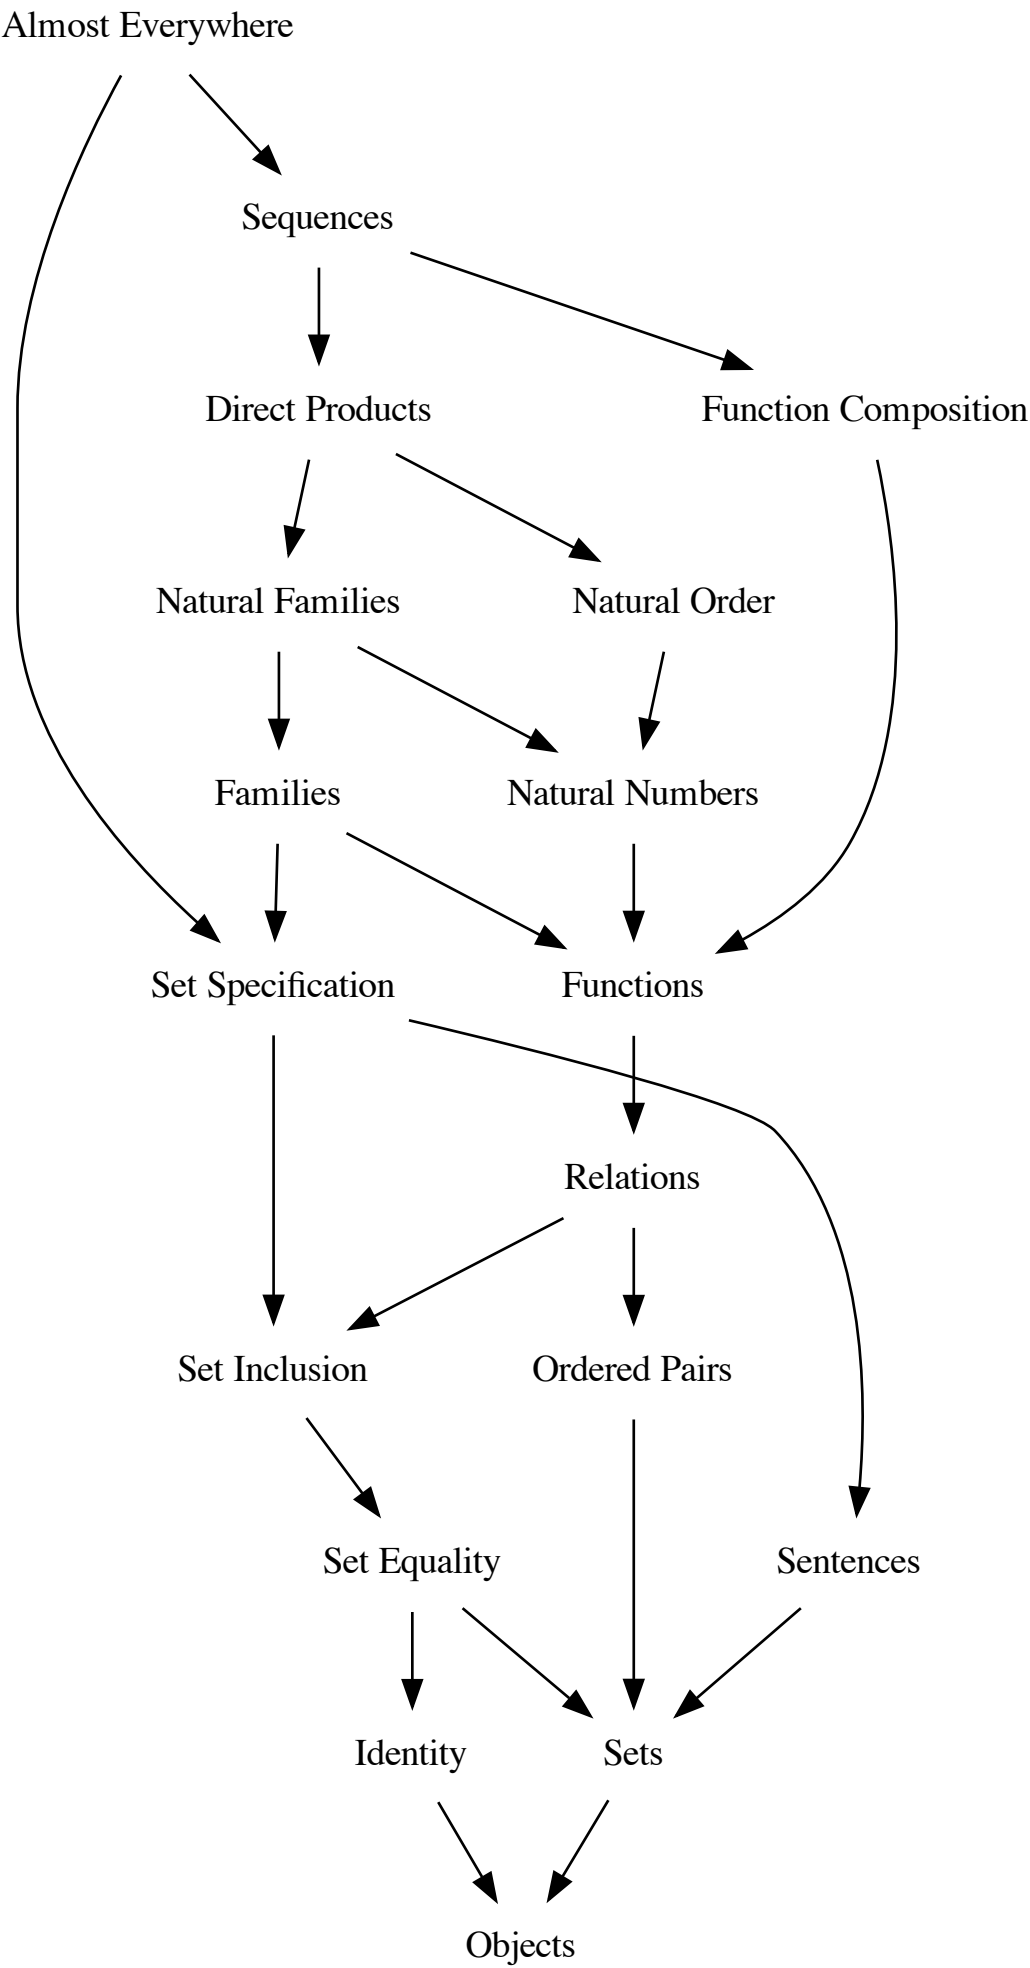 Almost Everywhere
Sequences
Direct Products
Function Composition
Natural Families
Natural Order
Families
Natural Numbers
Set Specification
Functions
Relations
Set Inclusion
Ordered Pairs
Set Equality
Sentences
Identity
Sets
Objects